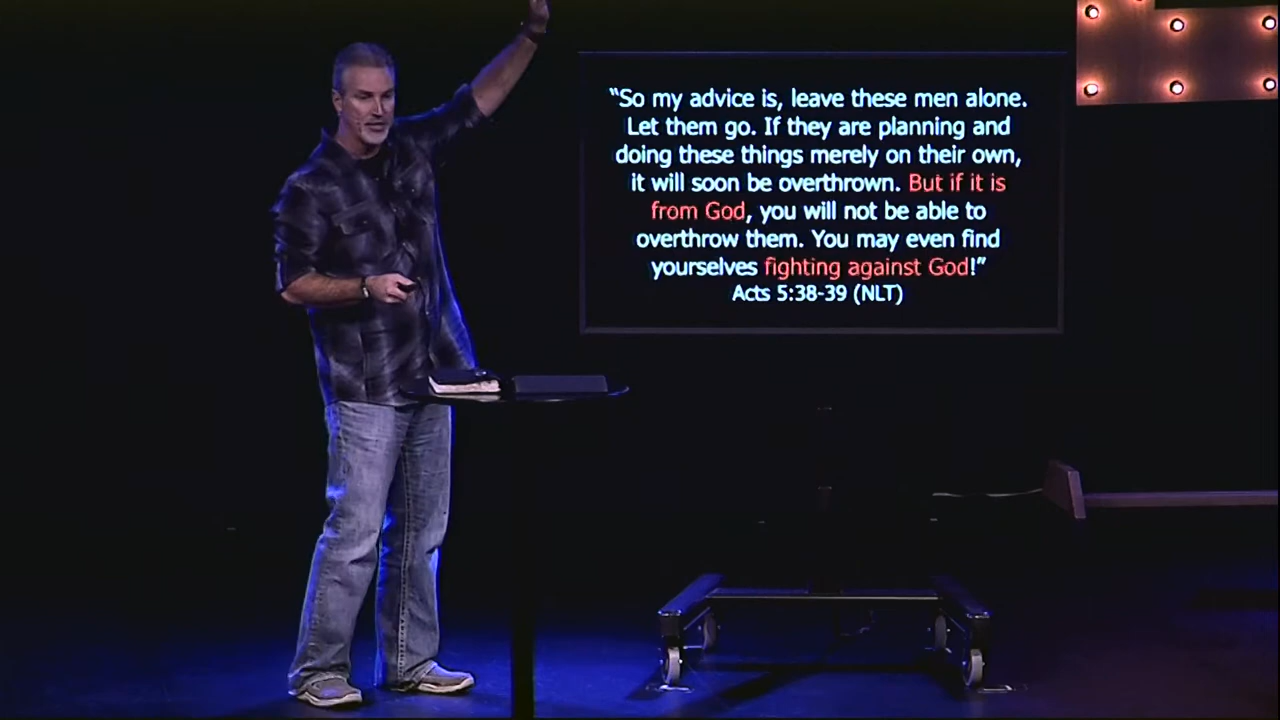 “So my advice is, leave these men alone.
Let them go. If they are planning and
doing these things merely on their own,
it will soon be overthrown. But if it is
from God, you will not be able to
overthrow them. You may even find
yourselves fighting against God!”
Acts 5:38-39 (NLT)